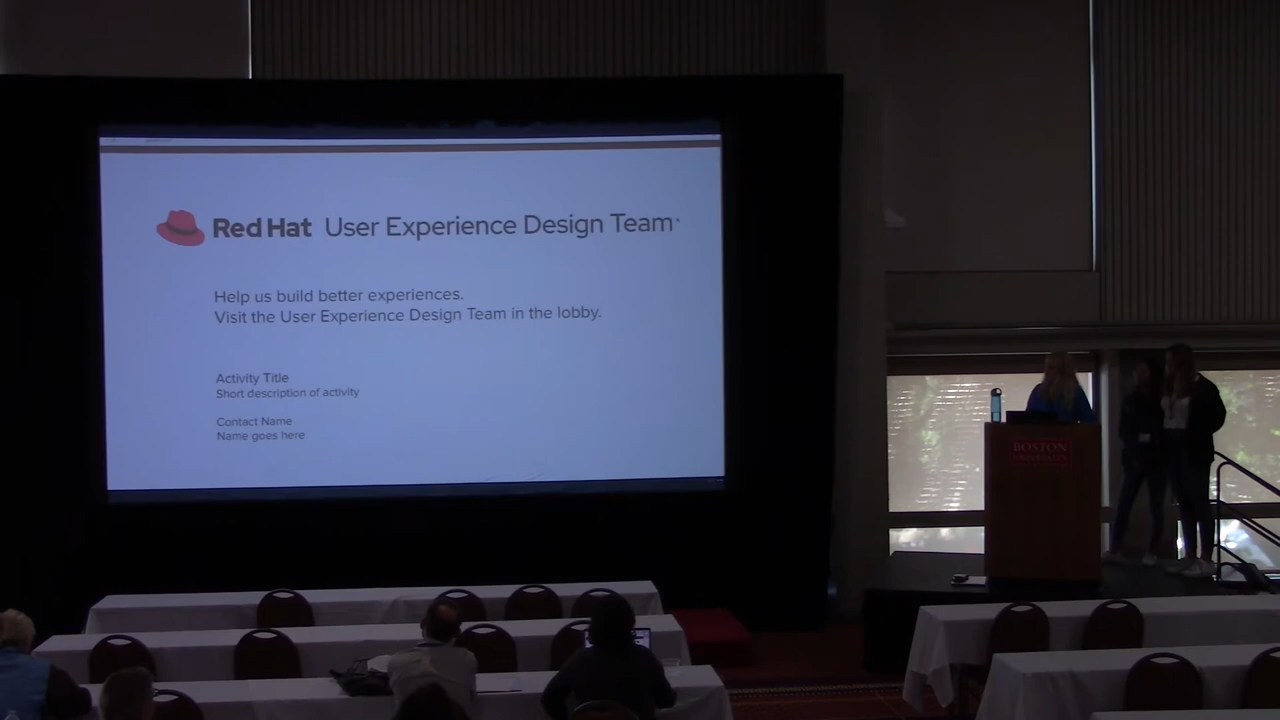 Red Hat User Experience Design Team
Help us build better experiences.
Visit the User Experience Design Team in the lobby.
Activity Title
Short description of activity
Contact Name
Name goes here
BOSTON
UNIVERSITY